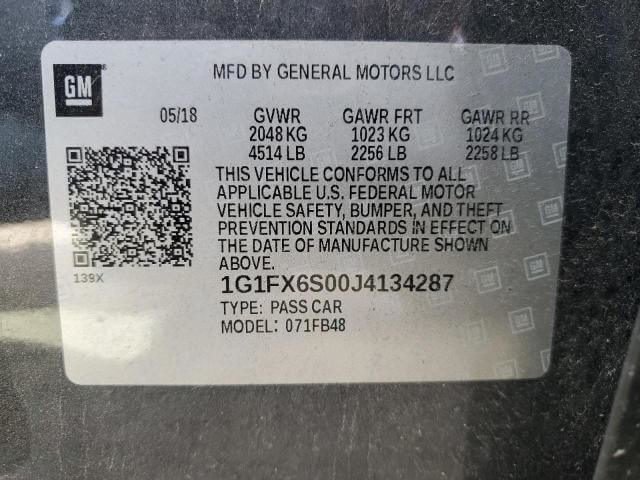 GM
MFD BY GENERAL MOTORS LLC
05/18 GVWR GAWR FRT GAWR RR
2048 KG 1023 KG 1024 KG
4514 LB 2256 LB 2258 LB
THIS VEHICLE CONFORMS TO ALL
APPLICABLE U.S. FEDERAL MOTOR
VEHICLE SAFETY, BUMPER, AND THEFT
PREVENTION STANDARDS IN EFFECT ON
THE DATE OF MANUFACTURE SHOWN
ABOVE.
139X
1G1FX6S00J4134287
TYPE: PASS CAR
MODEL: 071FB48